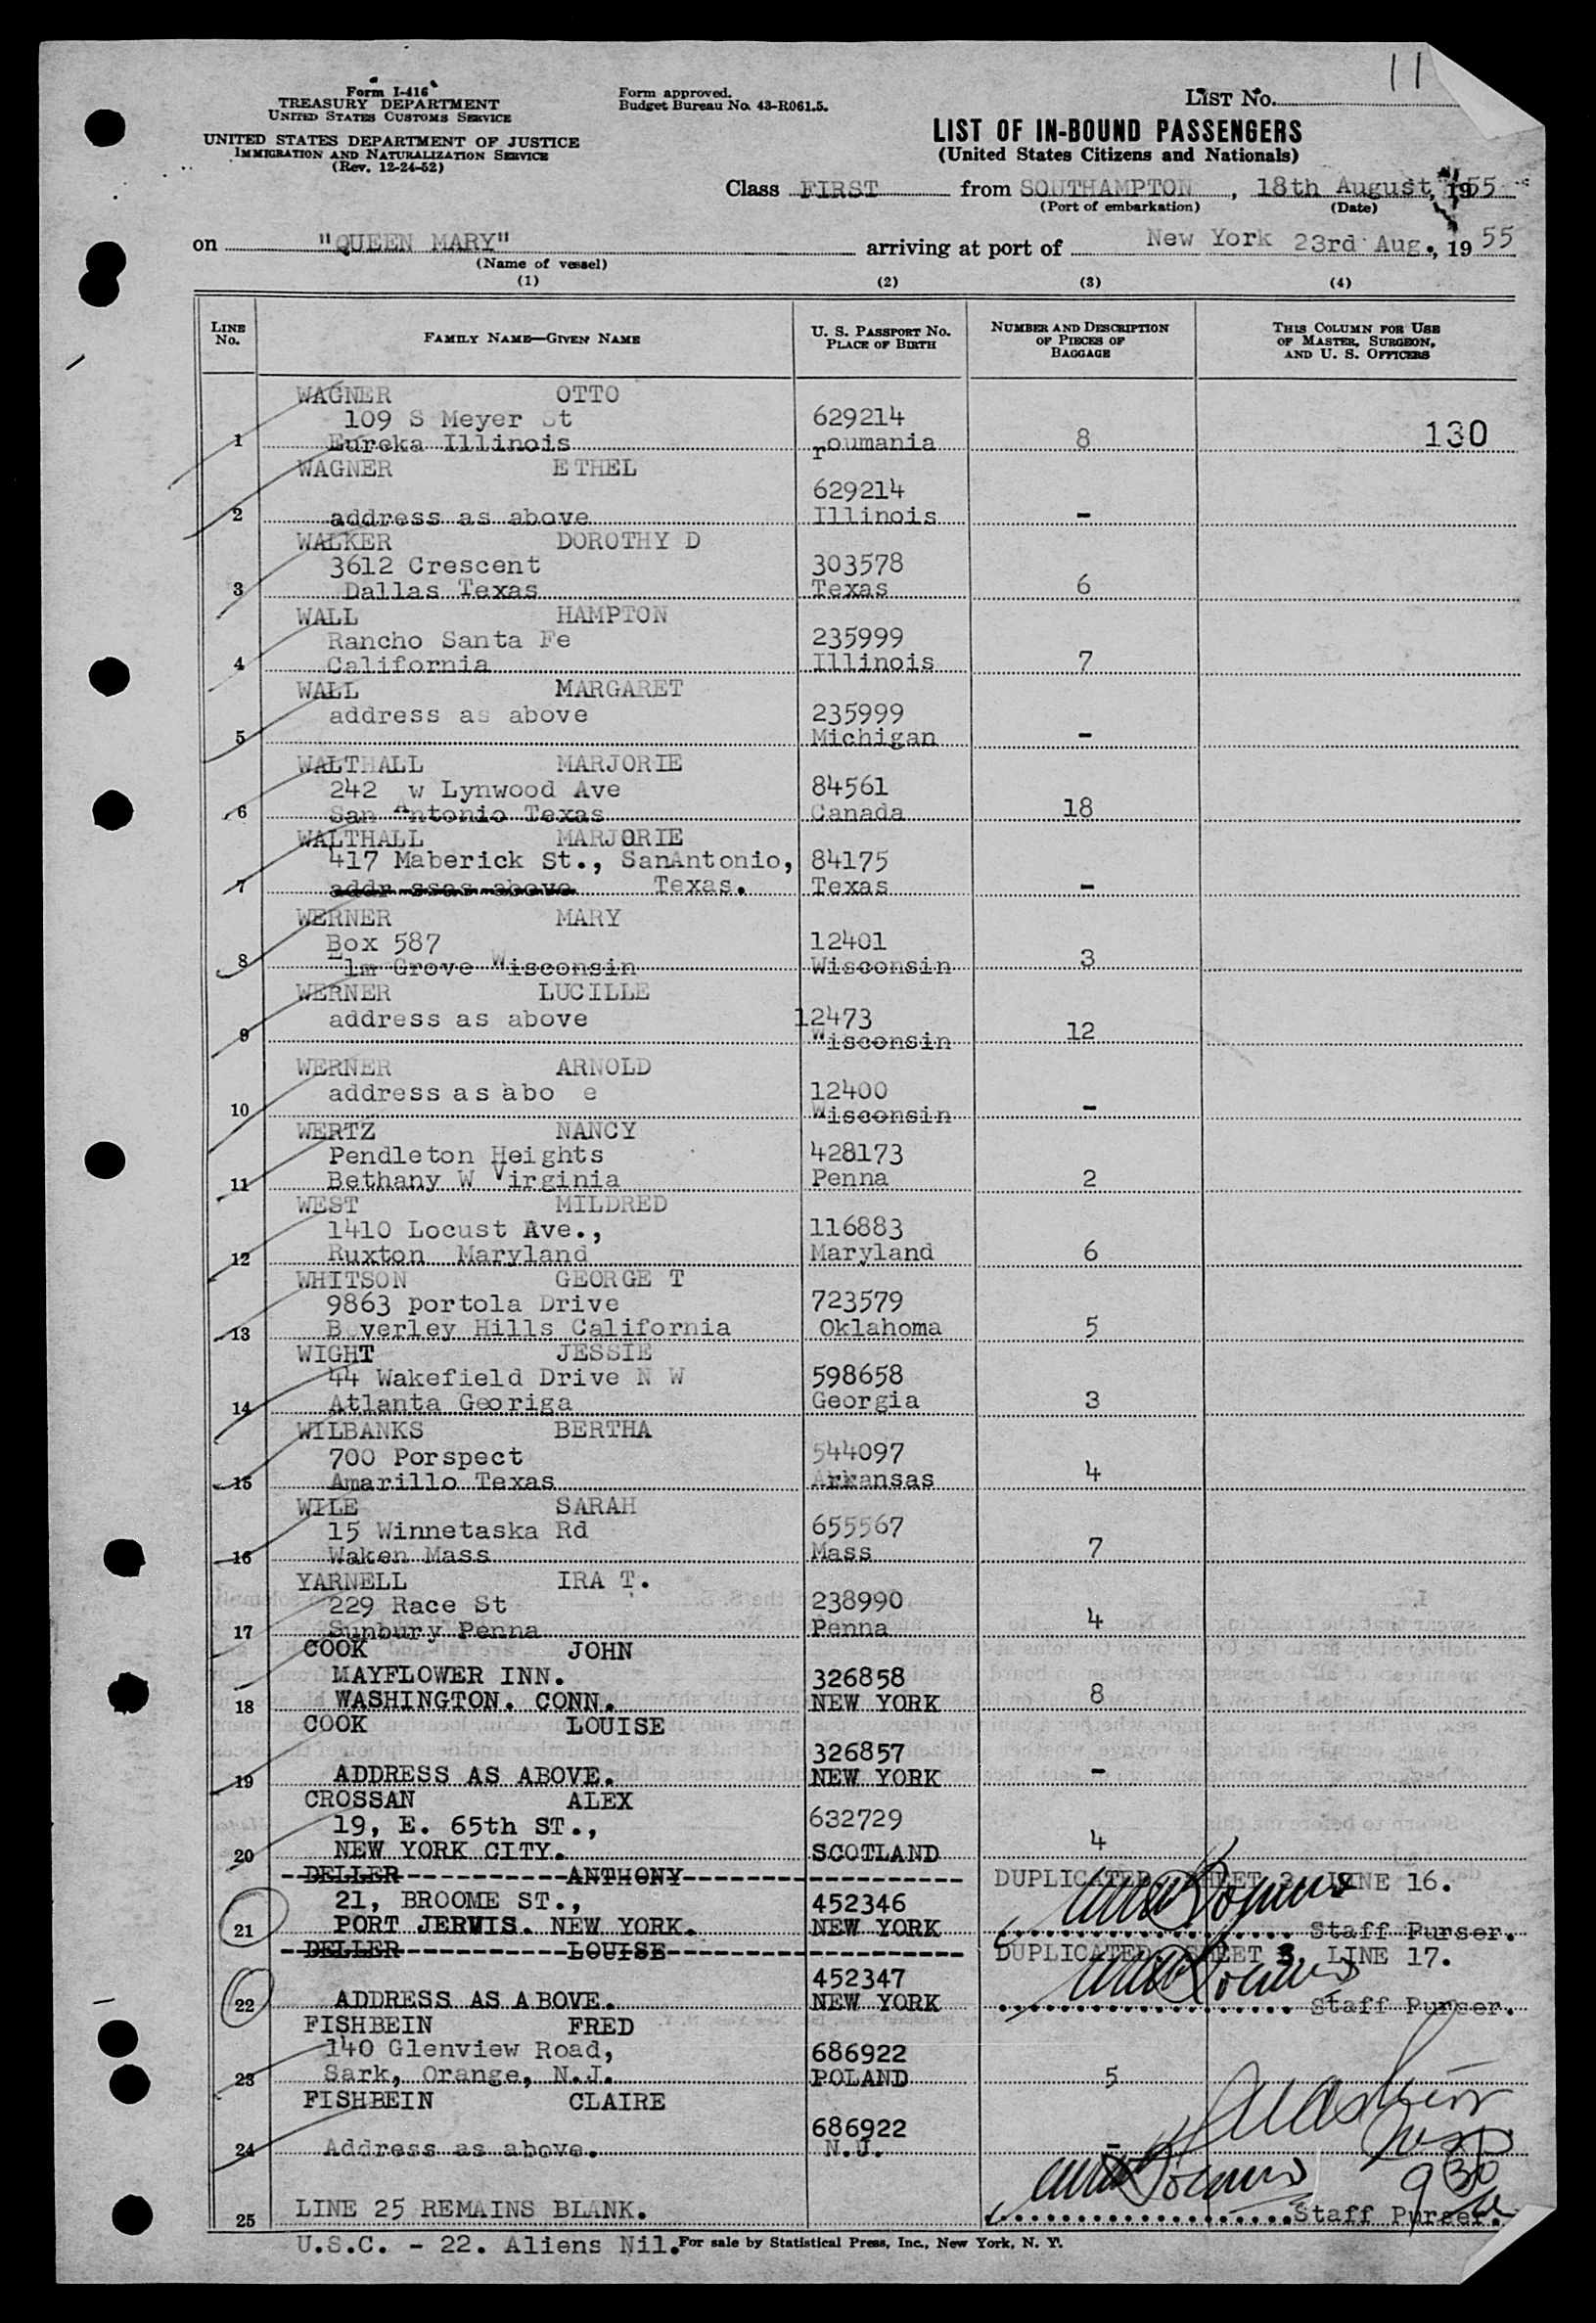 11
Form I-416
TREASURY DEPARTMENT
UNITED STATES CUSTOMS SERVICE
UNITED STATES DEPARTMENT OF JUSTICE
IMMIGRATION AND NATURALIZATION SERVICE
(Rev. 12-24-52)
Form approved.
Budget Bureau No. 43-R061.5.
LIST No.
LIST OF IN-BOUND PASSENGERS
(United States Citizens and Nationals)
Class FIRST from SOUTHAMPTON, 18th August, 1955
(Port of embarkation) (Date)
on "QUEEN MARY" arriving at port of New York 23rd Aug., 1955
(Name of vessel)
(1) (2) (3) (4)
LINE No. FAMILY NAME—GIVEN NAME U. S. PASSPORT NO. PLACE OF BIRTH NUMBER AND DESCRIPTION OF PIECES OF BAGGAGE THIS COLUMN FOR USE OF MASTER, SURGEON, AND U. S. OFFICERS
WAGNER OTTO
109 S Meyer St 629214
1 Eureka Illinois roumania 8 130
WAGNER ETHEL
629214
2 address as above Illinois -
WALKER DOROTHY D
3612 Crescent 303578
3 Dallas Texas Texas 6
WALL HAMPTON
Rancho Santa Fe 235999
4 California Illinois 7
WALL MARGARET
address as above 235999
5 Michigan -
WALTHALL MARJORIE
242 w Lynwood Ave 84561
6 San Antonio Texas Canada 18
WALTHALL MARJORIE
417 Maberick St., SanAntonio, 84175
7 addr ssas above Texas. Texas -
WERNER MARY
Box 587 12401
8 Elm Grove Wisconsin Wisconsin 3
WERNER LUCILLE
address as above 12473
9 Wisconsin 12
WERNER ARNOLD
address as abo e 12400
10 Wisconsin -
WERTZ NANCY
Pendleton Heights 428173
11 Bethany W Virginia Penna 2
WEST MILDRED
1410 Locust Ave., 116883
12 Ruxton Maryland Maryland 6
WHITSON GEORGE T
9863 portola Drive 723579
13 B verley Hills California Oklahoma 5
WIGHT JESSIE
44 Wakefield Drive N W 598658
14 Atlanta Georiga Georgia 3
WILBANKS BERTHA
700 Porspect 544097
15 Amarillo Texas Arkansas 4
WILE SARAH
15 Winnetaska Rd 655567
16 Waken Mass Mass 7
YARNELL IRA T.
229 Race St 238990
17 Sunbury Penna Penna 4
COOK JOHN
MAYFLOWER INN. 326858
18 WASHINGTON. CONN. NEW YORK 8
COOK LOUISE
326857
19 ADDRESS AS ABOVE. NEW YORK -
CROSSAN ALEX
19, E. 65th ST., 632729
20 NEW YORK CITY. SCOTLAND 4
DELLER ANTHONY DUPLICATED SHEET 3 LINE 16.
21, BROOME ST., 452346
21 PORT JERVIS. NEW YORK. NEW YORK Staff Purser.
DELLER LOUISE DUPLICATED SHEET 3, LINE 17.
452347
22 ADDRESS AS ABOVE. NEW YORK Staff Purser.
FISHBEIN FRED
140 Glenview Road, 686922
23 Sark, Orange, N.J. POLAND 5
FISHBEIN CLAIRE
686922
24 Address as above. N.J. -
930
25 LINE 25 REMAINS BLANK. Staff Purser.
U.S.C. - 22. Aliens Nil. For sale by Statistical Press, Inc., New York, N. Y.